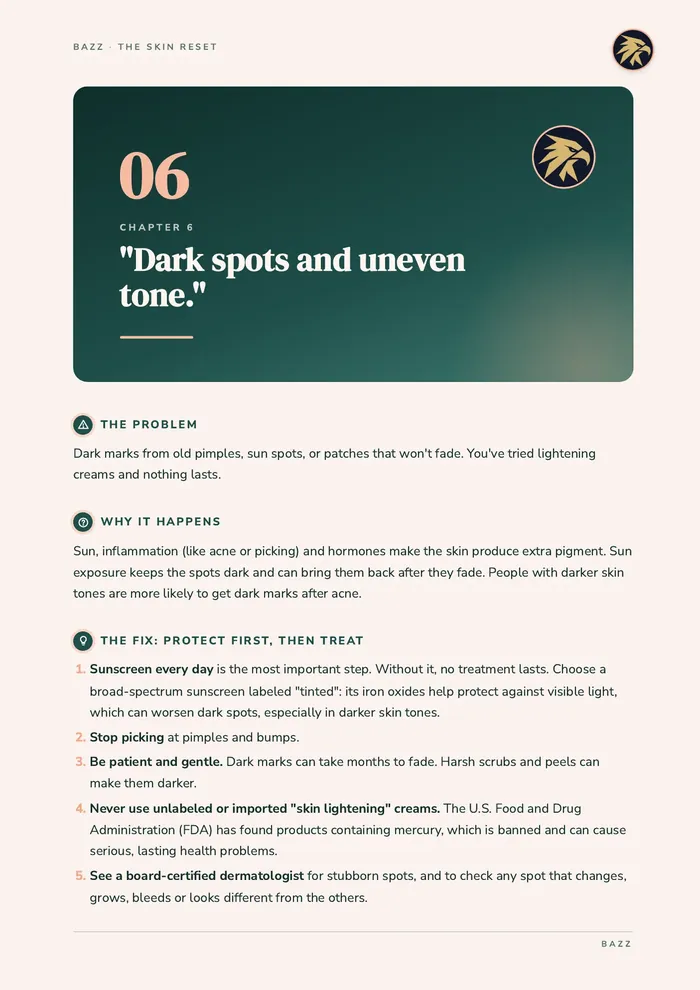 BAZZ · THE SKIN RESET
06
CHAPTER 6
"Dark spots and uneven
tone."
THE PROBLEM
Dark marks from old pimples, sun spots, or patches that won't fade. You've tried lightening
creams and nothing lasts.
WHY IT HAPPENS
Sun, inflammation (like acne or picking) and hormones make the skin produce extra pigment. Sun
exposure keeps the spots dark and can bring them back after they fade. People with darker skin
tones are more likely to get dark marks after acne.
THE FIX: PROTECT FIRST, THEN TREAT
1. Sunscreen every day is the most important step. Without it, no treatment lasts. Choose a
broad-spectrum sunscreen labeled "tinted": its iron oxides help protect against visible light,
which can worsen dark spots, especially in darker skin tones.
2. Stop picking at pimples and bumps.
3. Be patient and gentle. Dark marks can take months to fade. Harsh scrubs and peels can
make them darker.
4. Never use unlabeled or imported "skin lightening" creams. The U.S. Food and Drug
Administration (FDA) has found products containing mercury, which is banned and can cause
serious, lasting health problems.
5. See a board-certified dermatologist for stubborn spots, and to check any spot that changes,
grows, bleeds or looks different from the others.
BAZZ